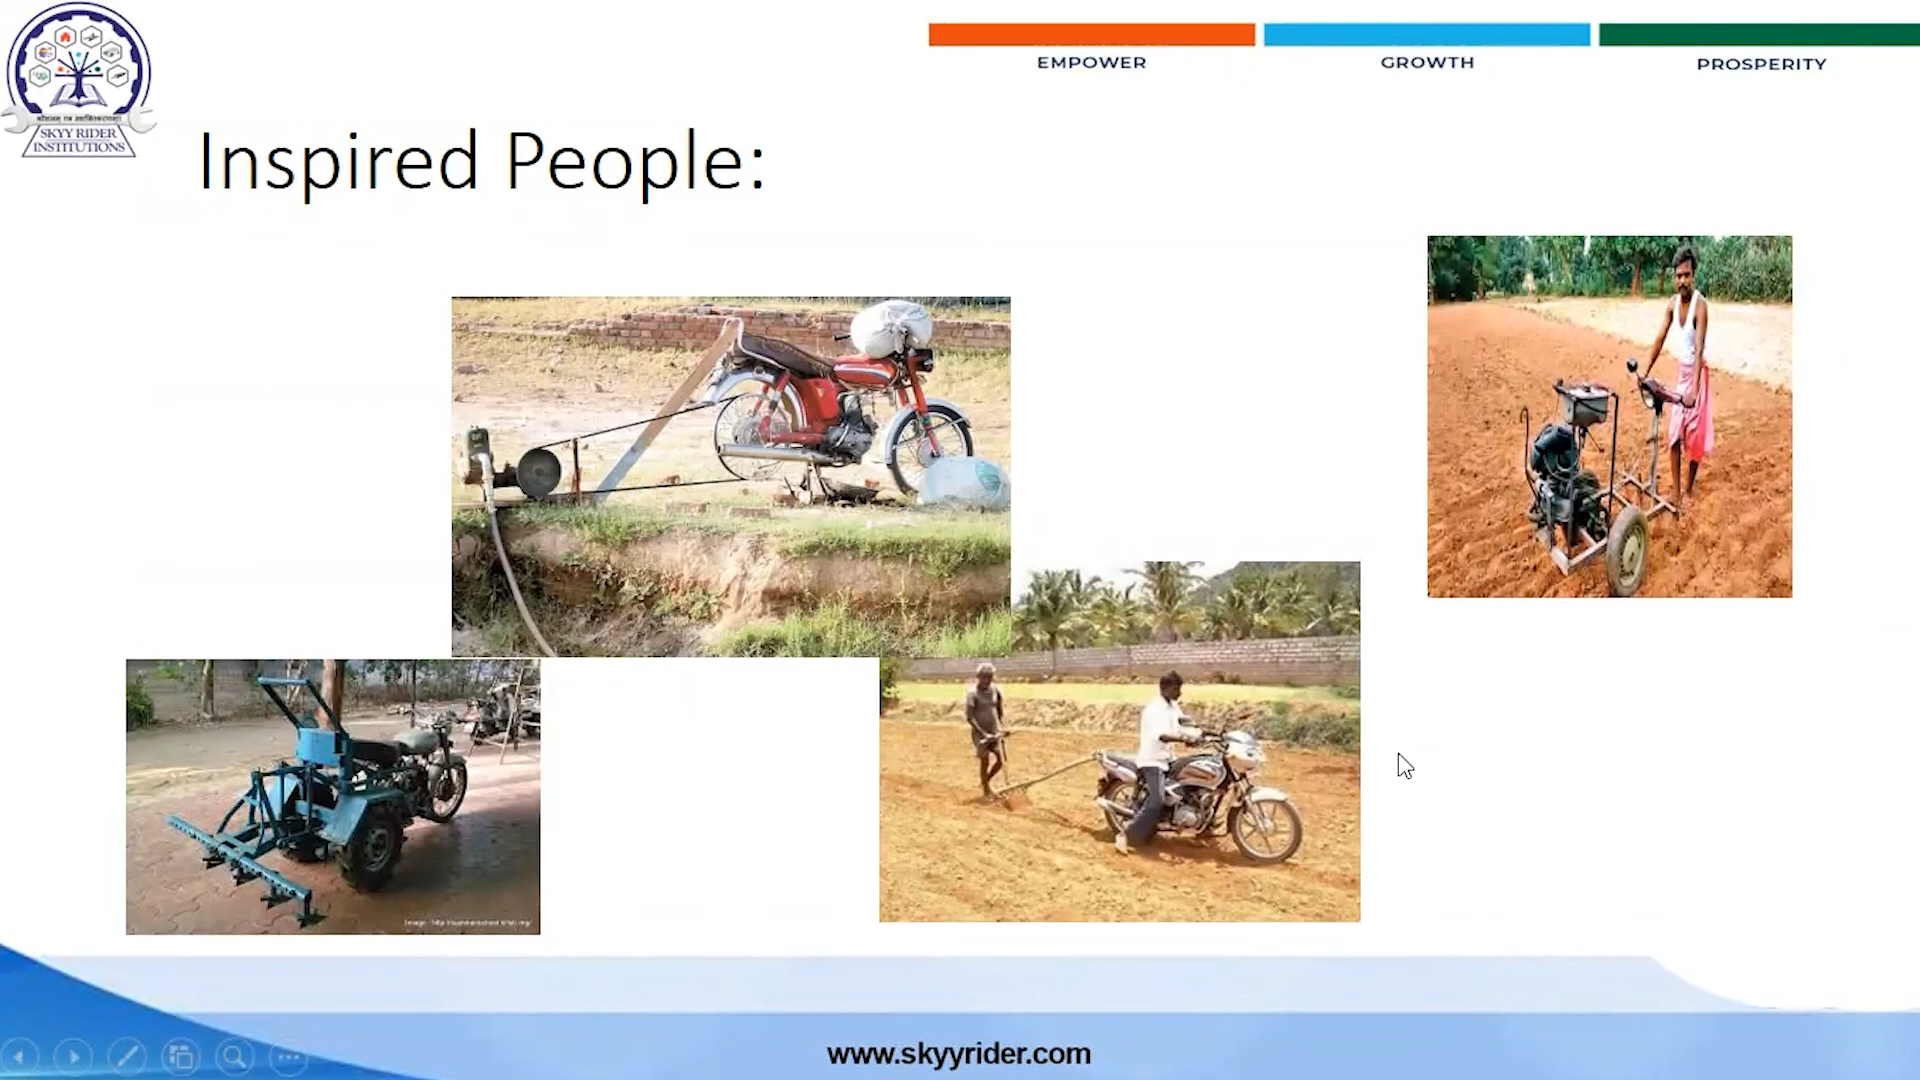 EMPOWER
GROWTH
PROSPERITY
SKYY RIDER
INSTITUTIONS
Inspired People:
www.skyyrider.com